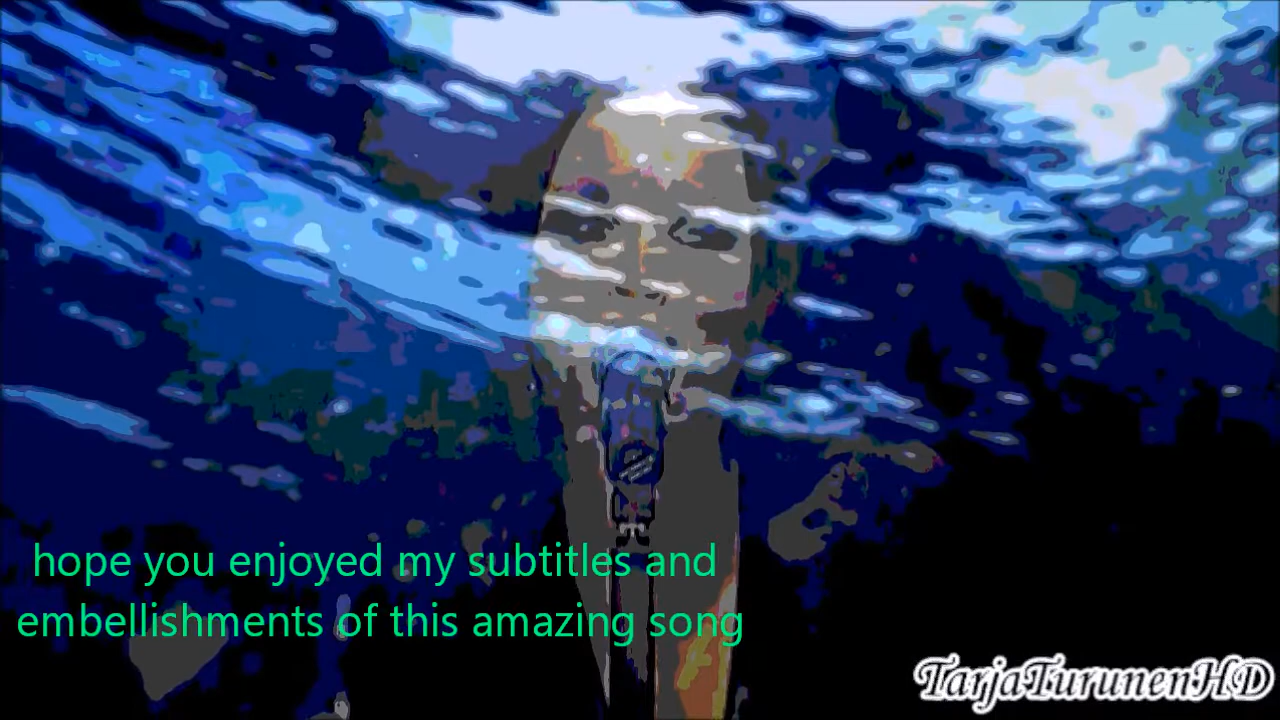 hope you enjoyed my subtitles and
embellishments of this amazing song
TarjaTurunenHD